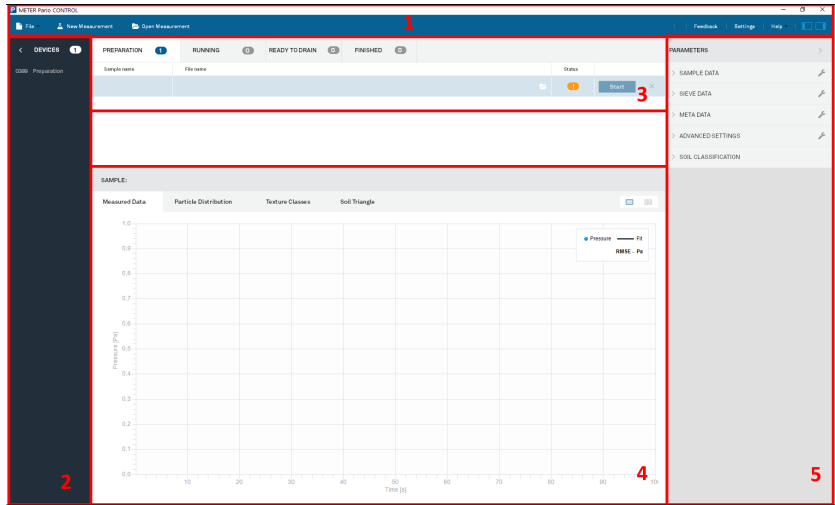 METER Pario CONTROL
File New Measurement Open Measurement 1 Feedback Settings Help
DEVICES 1 PREPARATION 1 RUNNING 0 READY TO DRAIN 0 FINISHED 0 PARAMETERS
Preparation Sample name File name Status SAMPLE DATA
! Start 3 SIEVE DATA
META DATA
ADVANCED SETTINGS
SOIL CLASSIFICATION
SAMPLE:
Measured Data Particle Distribution Texture Classes Soil Triangle
1,0
Pressure Fit
0,9 RMSE - Pa
0,8
0,7
0,6
0,5
Pressure [Pa]
0,4
0,3
0,2
0,1
0,0
2 4 5
10 20 30 40 50 60 70 80 90 100
Time [s]